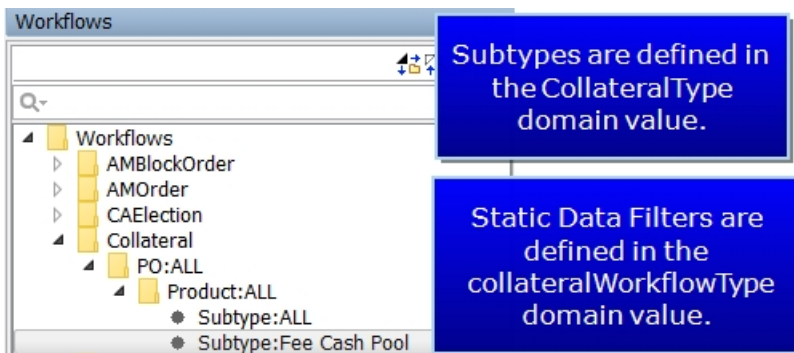 Workflows
Workflows
AMBlockOrder
AMOrder
CAElection
Collateral
PO:ALL
Product:ALL
Subtype:ALL
Subtype:Fee Cash Pool
Subtypes are defined in
the CollateralType
domain value.
Static Data Filters are
defined in the
collateralWorkflowType
domain value.